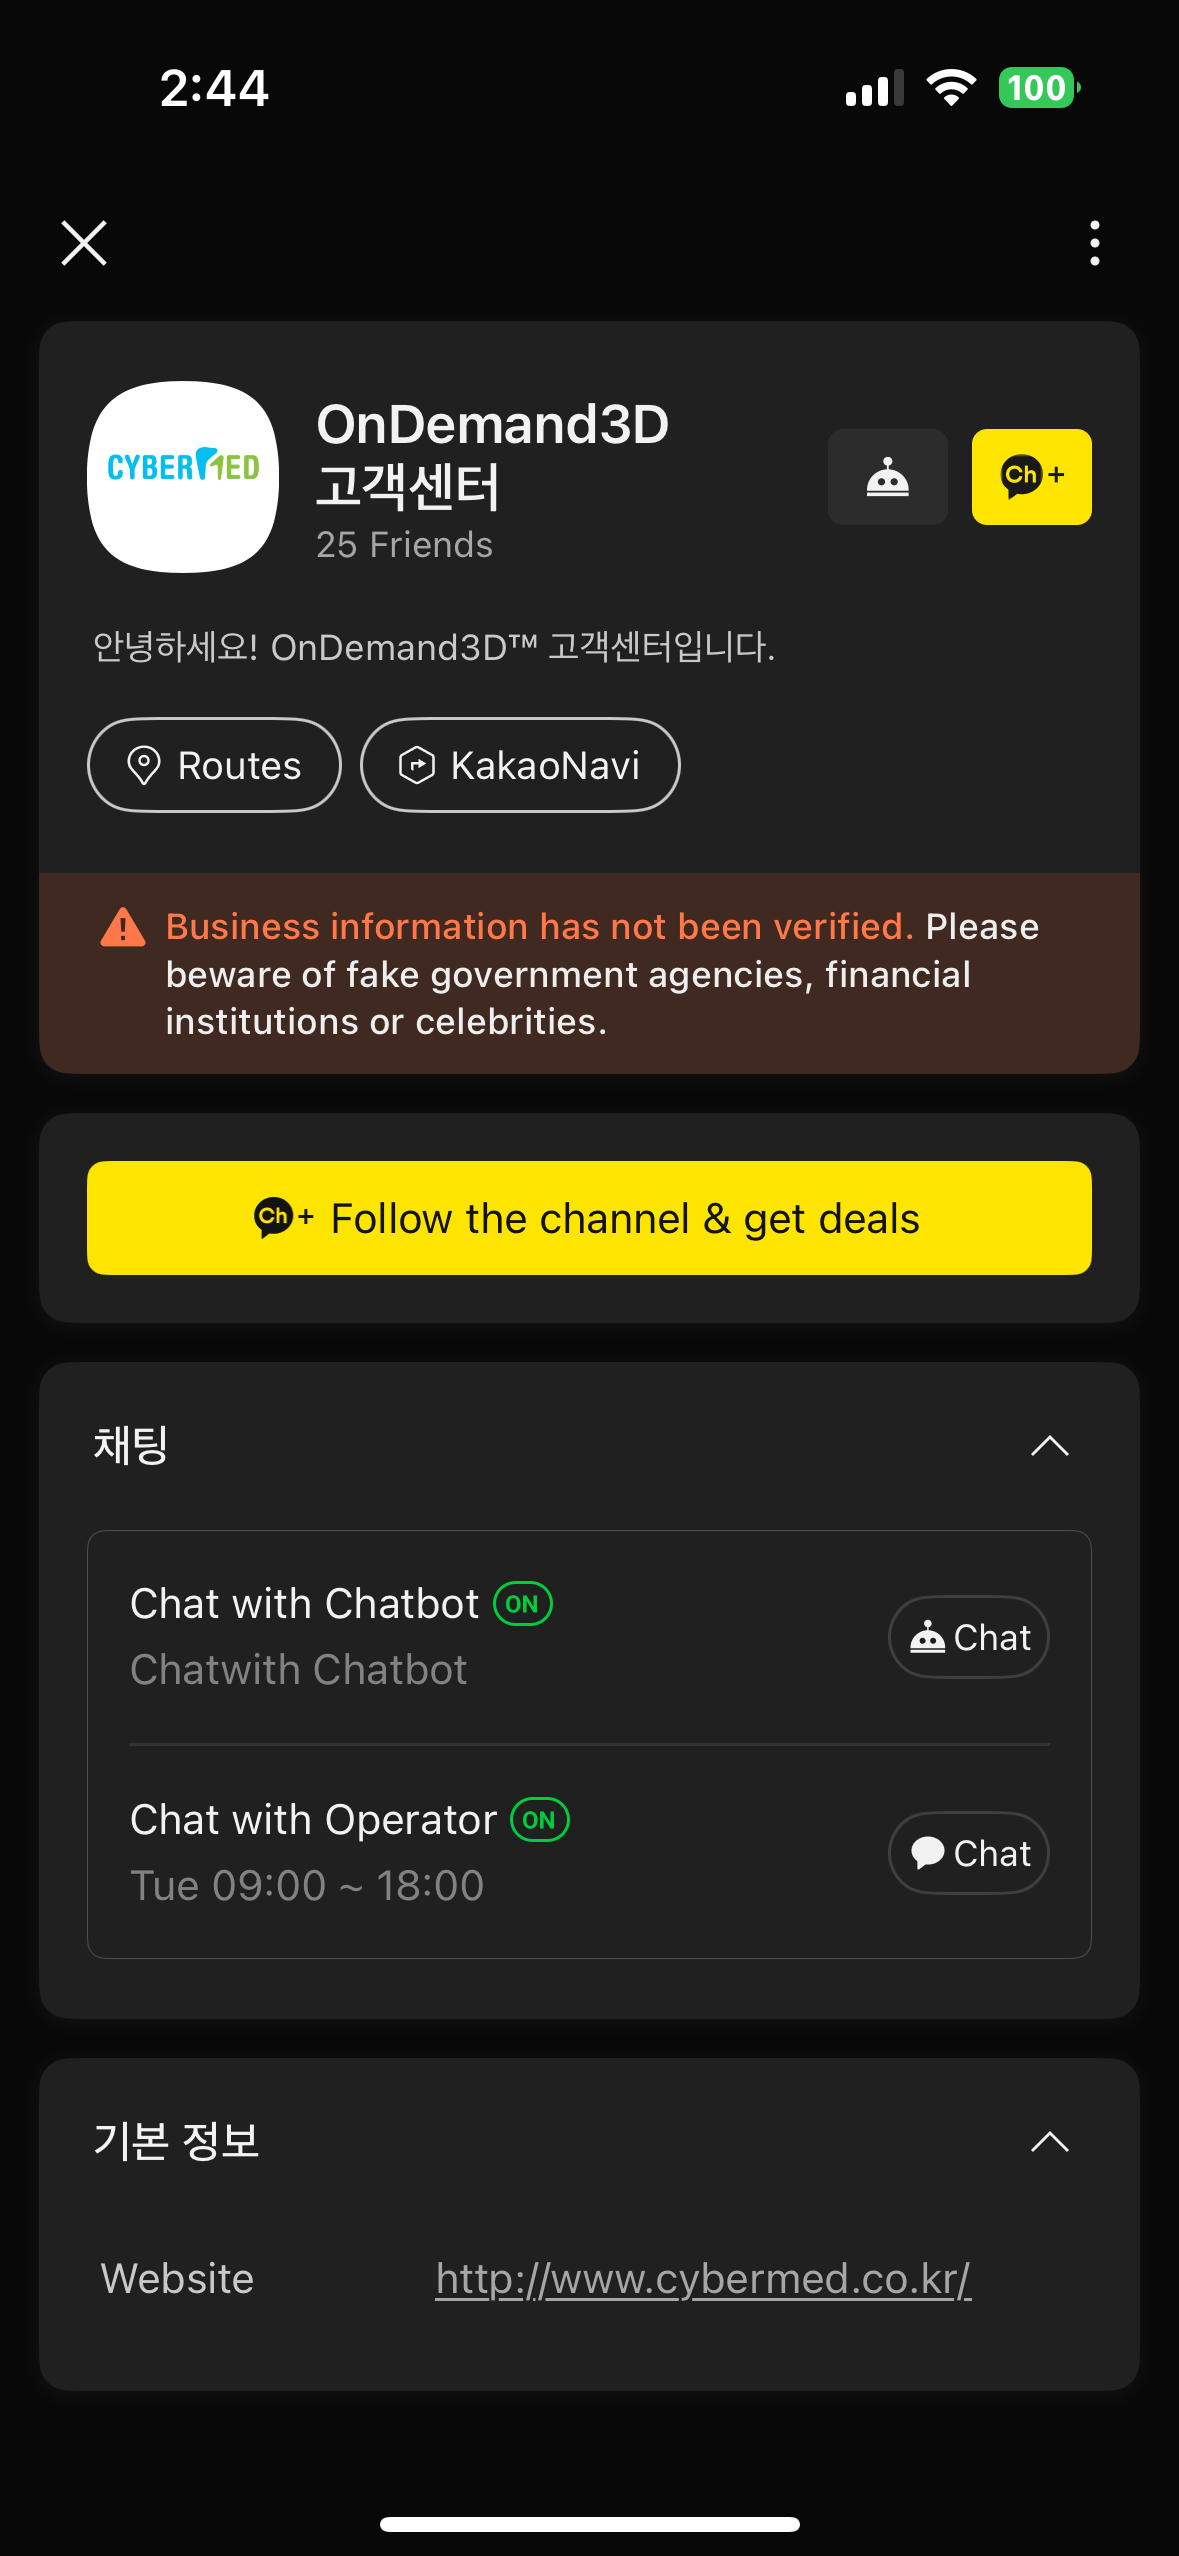 2:44
100
CYBERMED
OnDemand3D
고객센터
25 Friends
Ch+
안녕하세요! OnDemand3D™ 고객센터입니다.
Routes
KakaoNavi
Business information has not been verified. Please
beware of fake government agencies, financial
institutions or celebrities.
Ch+ Follow the channel & get deals
채팅
Chat with Chatbot ON
Chatwith Chatbot
Chat
Chat with Operator ON
Tue 09:00 ~ 18:00
Chat
기본 정보
Website
http://www.cybermed.co.kr/